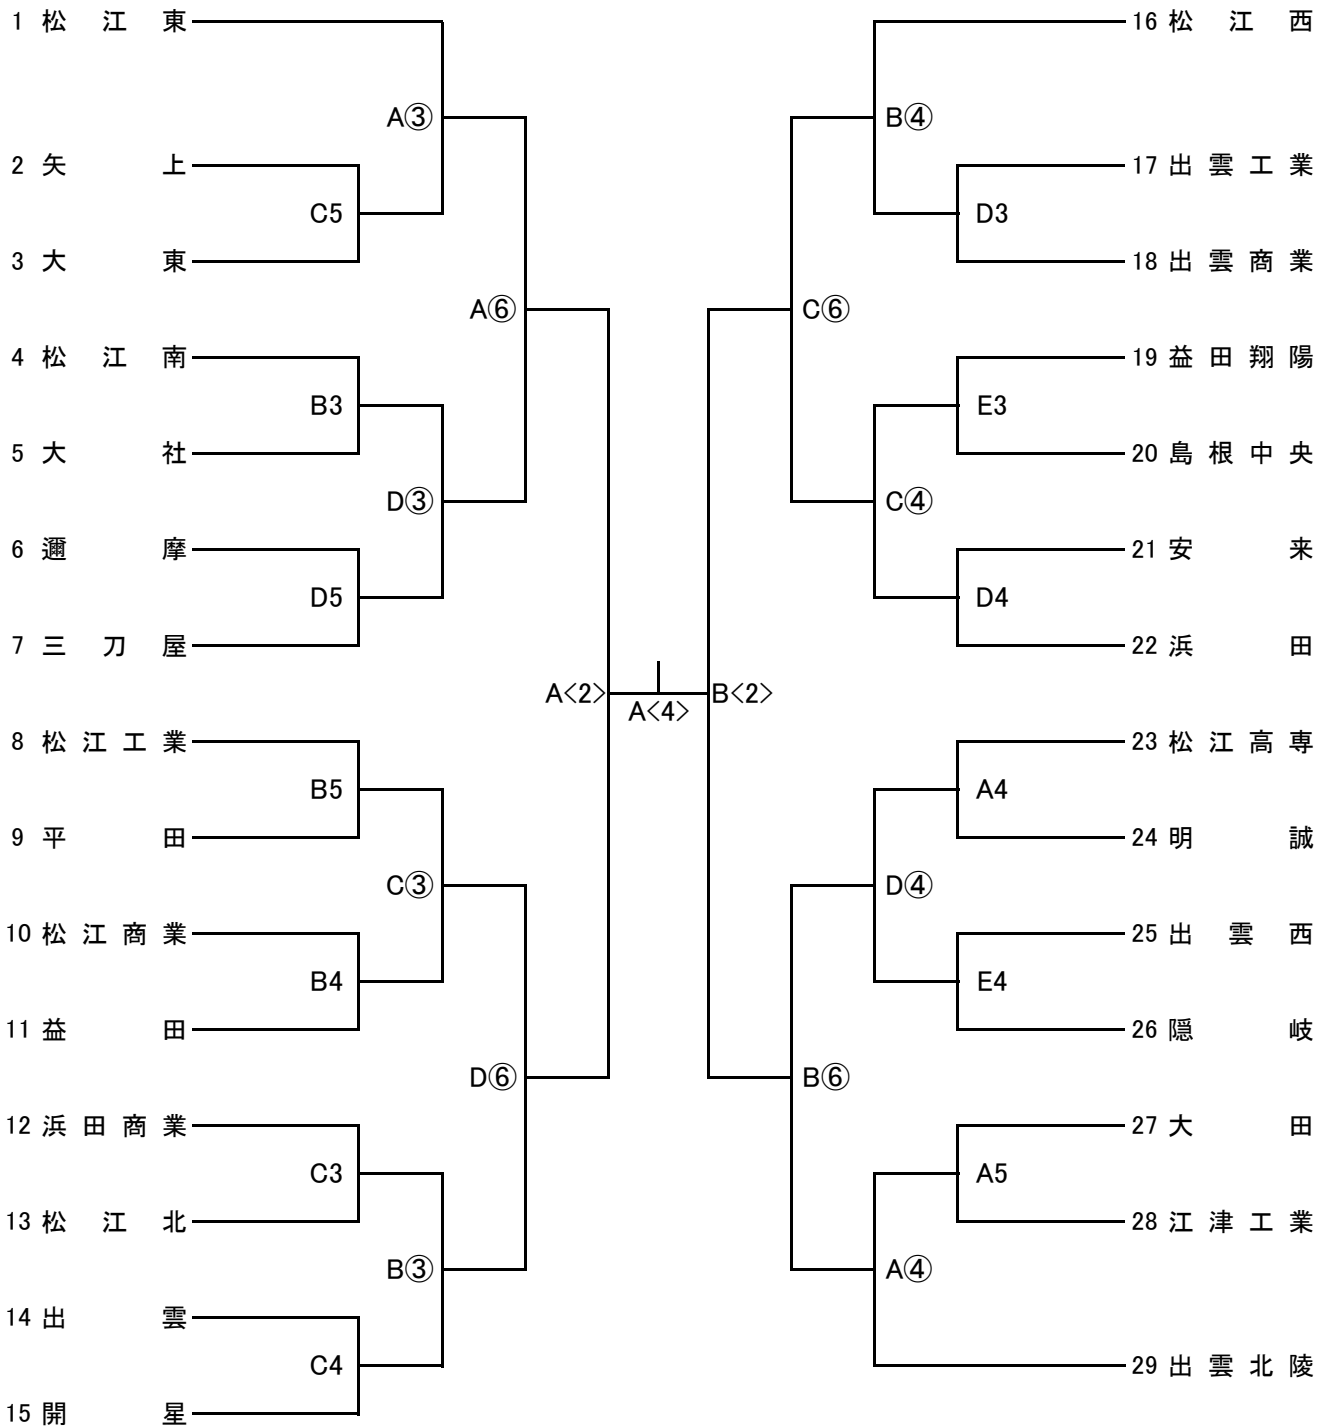 1 松江東
A③
2 矢上
C5
3 大東
A⑥
4 松江南
B3
5 大社
D③
6 邇摩
D5
7 三刀屋
A<2>
8 松江工業
B5
9 平田
C③
10 松江商業
B4
11 益田
D⑥
12 浜田商業
C3
13 松江北
B③
14 出雲
C4
15 開星
A<4>
16 松江西
B④
17 出雲工業
D3
18 出雲商業
C⑥
19 益田翔陽
E3
20 島根中央
C④
21 安来
D4
22 浜田
B<2>
23 松江高専
A4
24 明誠
D④
25 出雲西
E4
26 隠岐
B⑥
27 大田
A5
28 江津工業
A④
29 出雲北陵